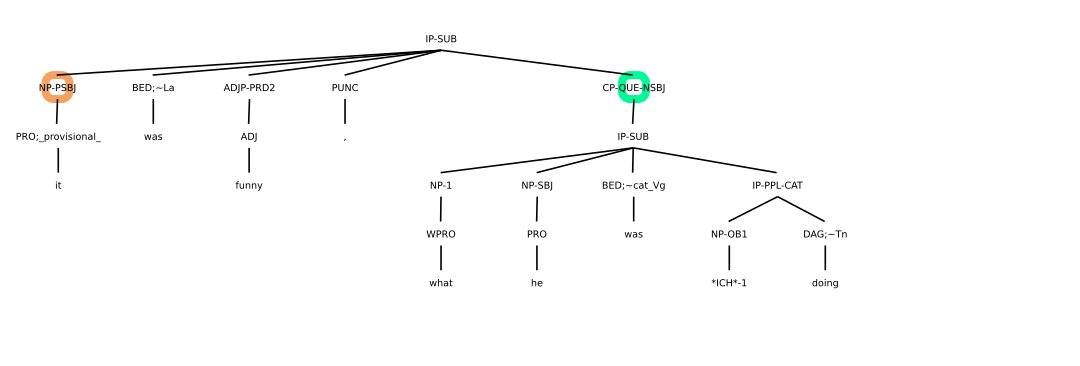 IP-SUB
NP-PSBJ BED;~La ADJP-PRD2 PUNC CP-QUE-NSBJ
PRO;_provisional_ was ADJ , IP-SUB
it funny NP-1 NP-SBJ BED;~cat_Vg IP-PPL-CAT
WPRO PRO was NP-OB1 DAG;~Tn
what he *ICH*-1 doing